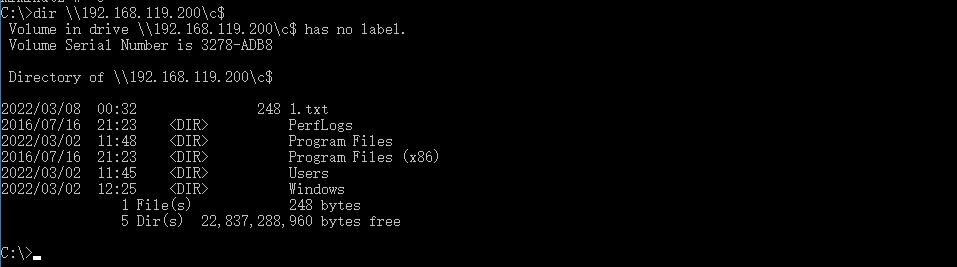 C:\>dir \\192.168.119.200\c$
 Volume in drive \\192.168.119.200\c$ has no label.
 Volume Serial Number is 3278-ADB8

 Directory of \\192.168.119.200\c$

2022/03/08  00:32               248 1.txt
2016/07/16  21:23    <DIR>          PerfLogs
2022/03/02  11:48    <DIR>          Program Files
2016/07/16  21:23    <DIR>          Program Files (x86)
2022/03/02  11:45    <DIR>          Users
2022/03/02  12:25    <DIR>          Windows
               1 File(s)            248 bytes
               5 Dir(s)  22,837,288,960 bytes free

C:\>